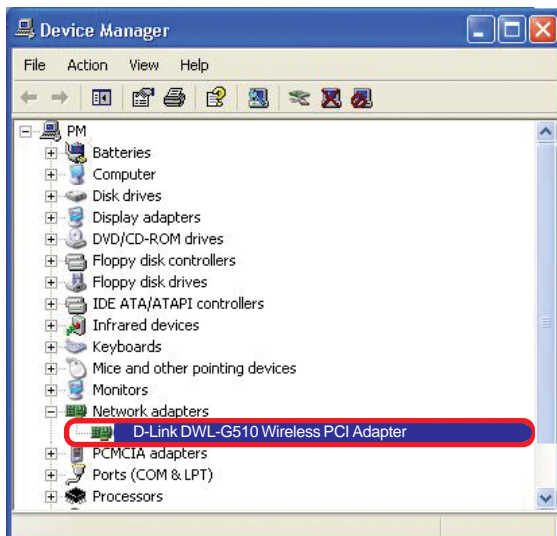 Device Manager
File Action View Help
PM
Batteries
Computer
Disk drives
Display adapters
DVD/CD-ROM drives
Floppy disk controllers
Floppy disk drives
IDE ATA/ATAPI controllers
Infrared devices
Keyboards
Mice and other pointing devices
Monitors
Network adapters
D-Link DWL-G510 Wireless PCI Adapter
PCMCIA adapters
Ports (COM & LPT)
Processors